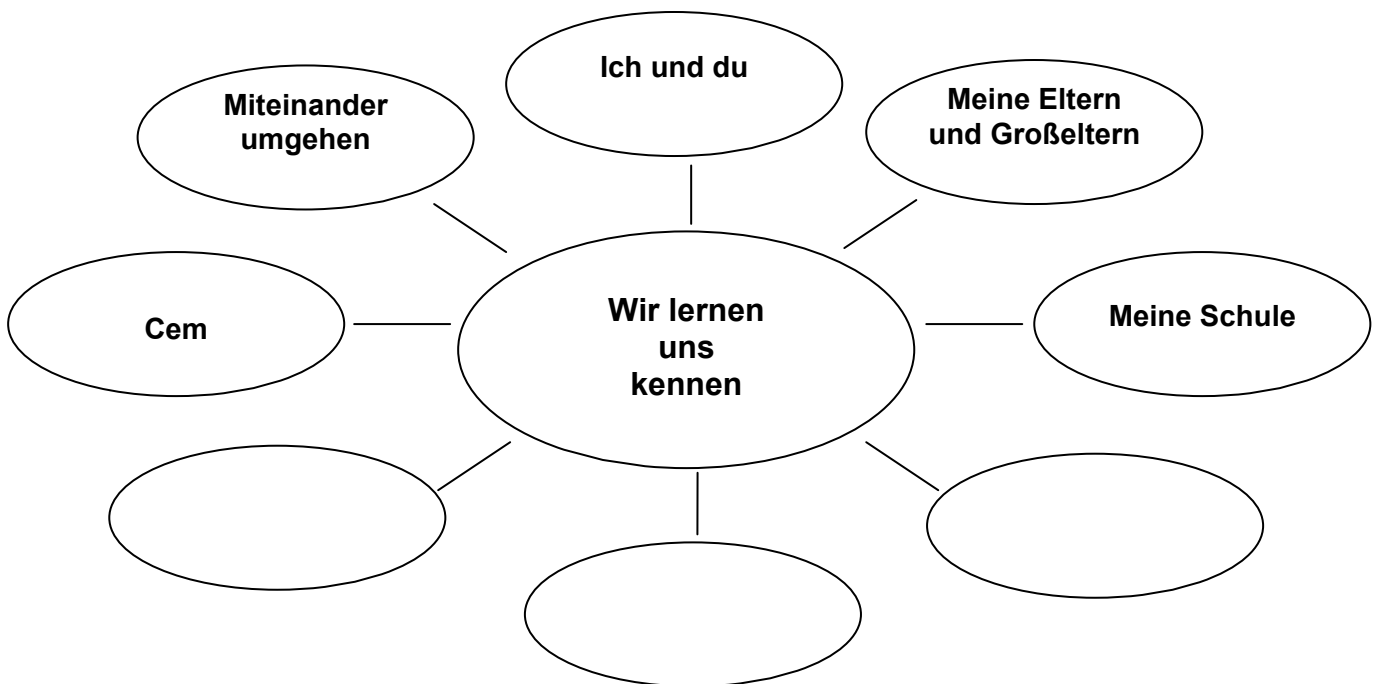 Ich und du
Miteinander
umgehen
Meine Eltern
und Großeltern
Cem
Wir lernen
uns
kennen
Meine Schule